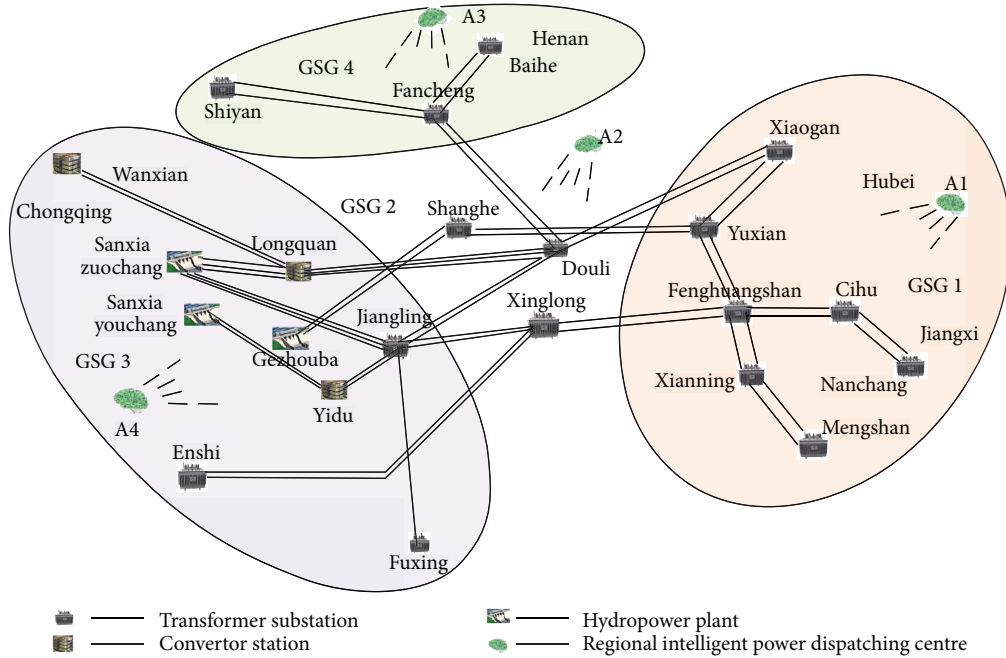 A3
Henan
GSG 4
Baihe
Fancheng
Shiyan
Xiaogan
A2
Wanxian
Hubei
A1
Chongqing
GSG 2
Shanghe
Yuxian
Sanxia
zuochang
Longquan
Douli
Fenghuangshan
Cihu
GSG 1
Sanxia
youchang
Xinglong
Jiangling
Jiangxi
GSG 3
Gezhouba
Xianning
Nanchang
Yidu
A4
Mengshan
Enshi
Fuxing
Transformer substation
Hydropower plant
Convertor station
Regional intelligent power dispatching centre